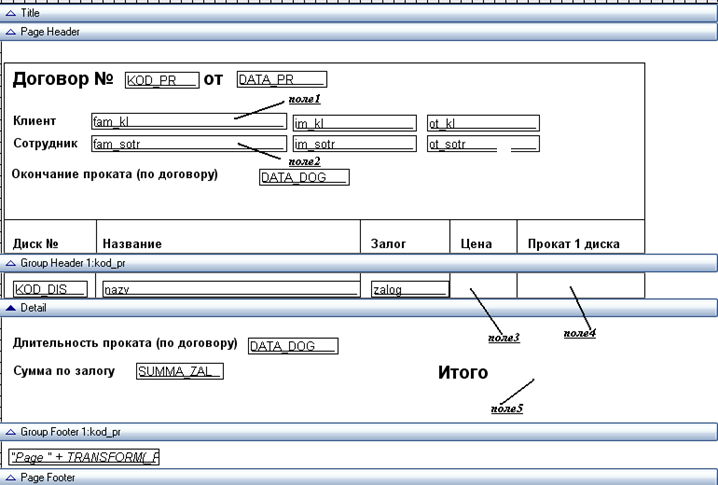 Title
Page Header
Договор № KOD_PR от DATA_PR
поле1
Клиент fam_kl im_kl ot_kl
Сотрудник fam_sotr im_sotr ot_sotr
поле2
Окончание проката (по договору) DATA_DOG
Диск № Название Залог Цена Прокат 1 диска
Group Header 1:kod_pr
KOD_DIS nazv zalog
Detail
поле3 поле4
Длительность проката (по договору) DATA_DOG
Сумма по залогу SUMMA_ZAL Итого
поле5
Group Footer 1:kod_pr
"Page " + TRANSFORM(_F
Page Footer